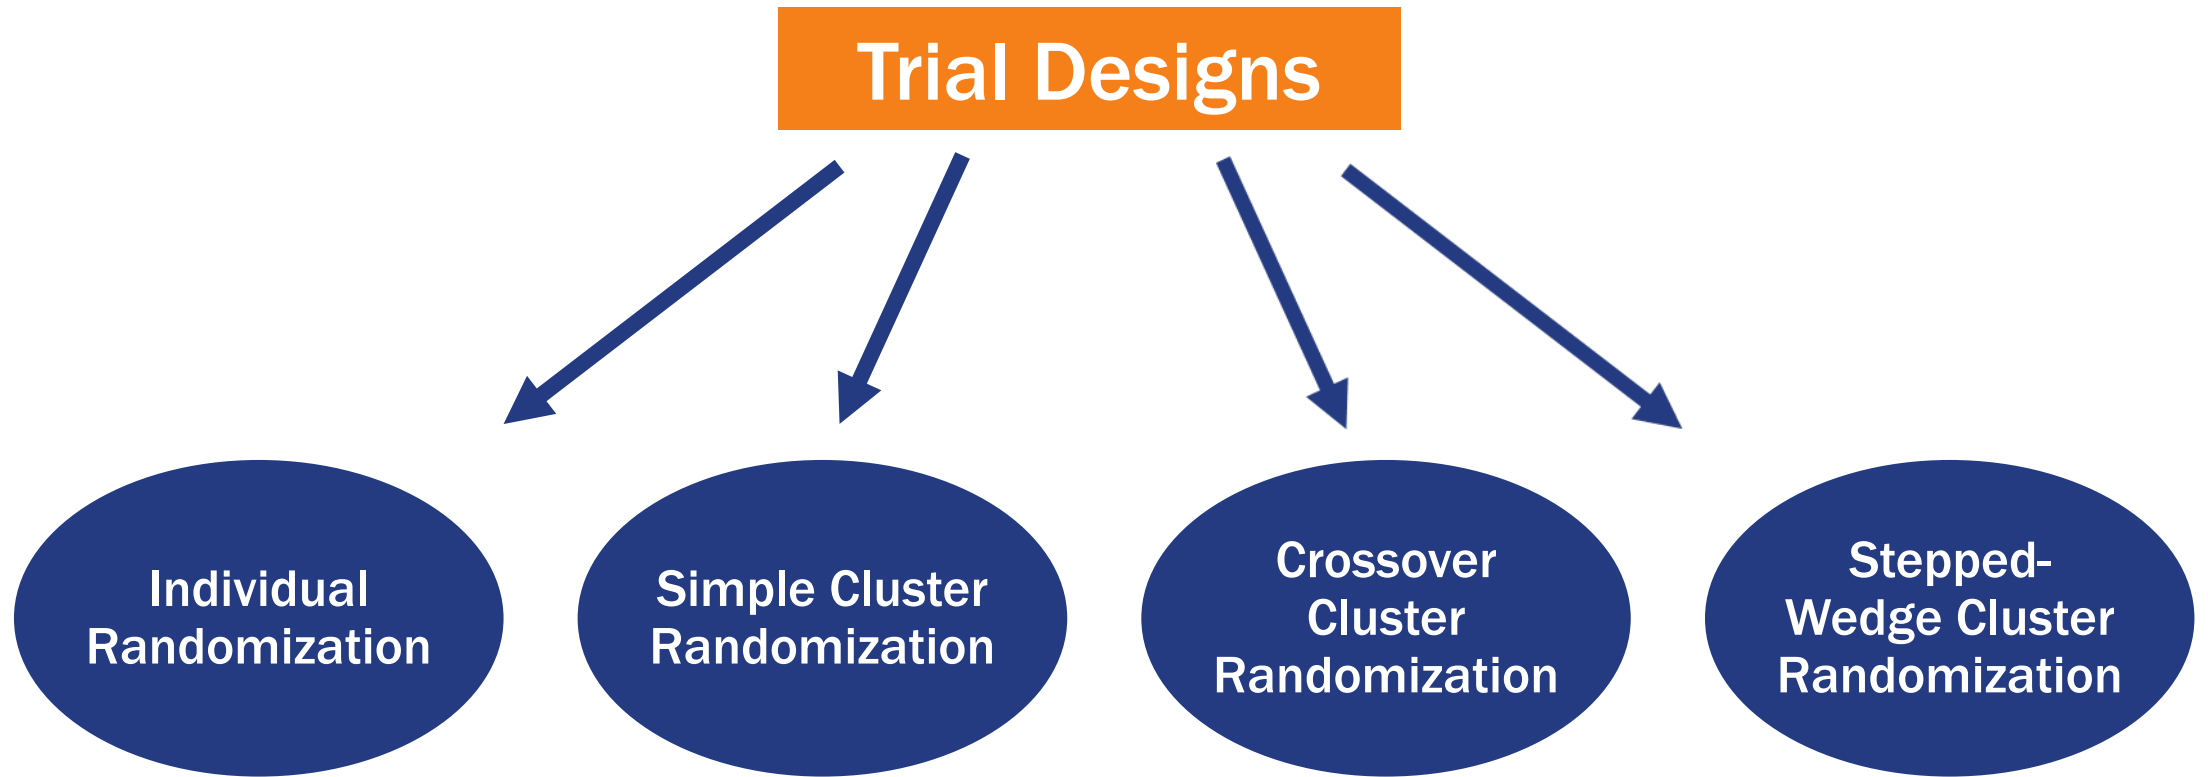 Trial Designs
Individual
Randomization
Simple Cluster
Randomization
Crossover
Cluster
Randomization
Stepped-
Wedge Cluster
Randomization